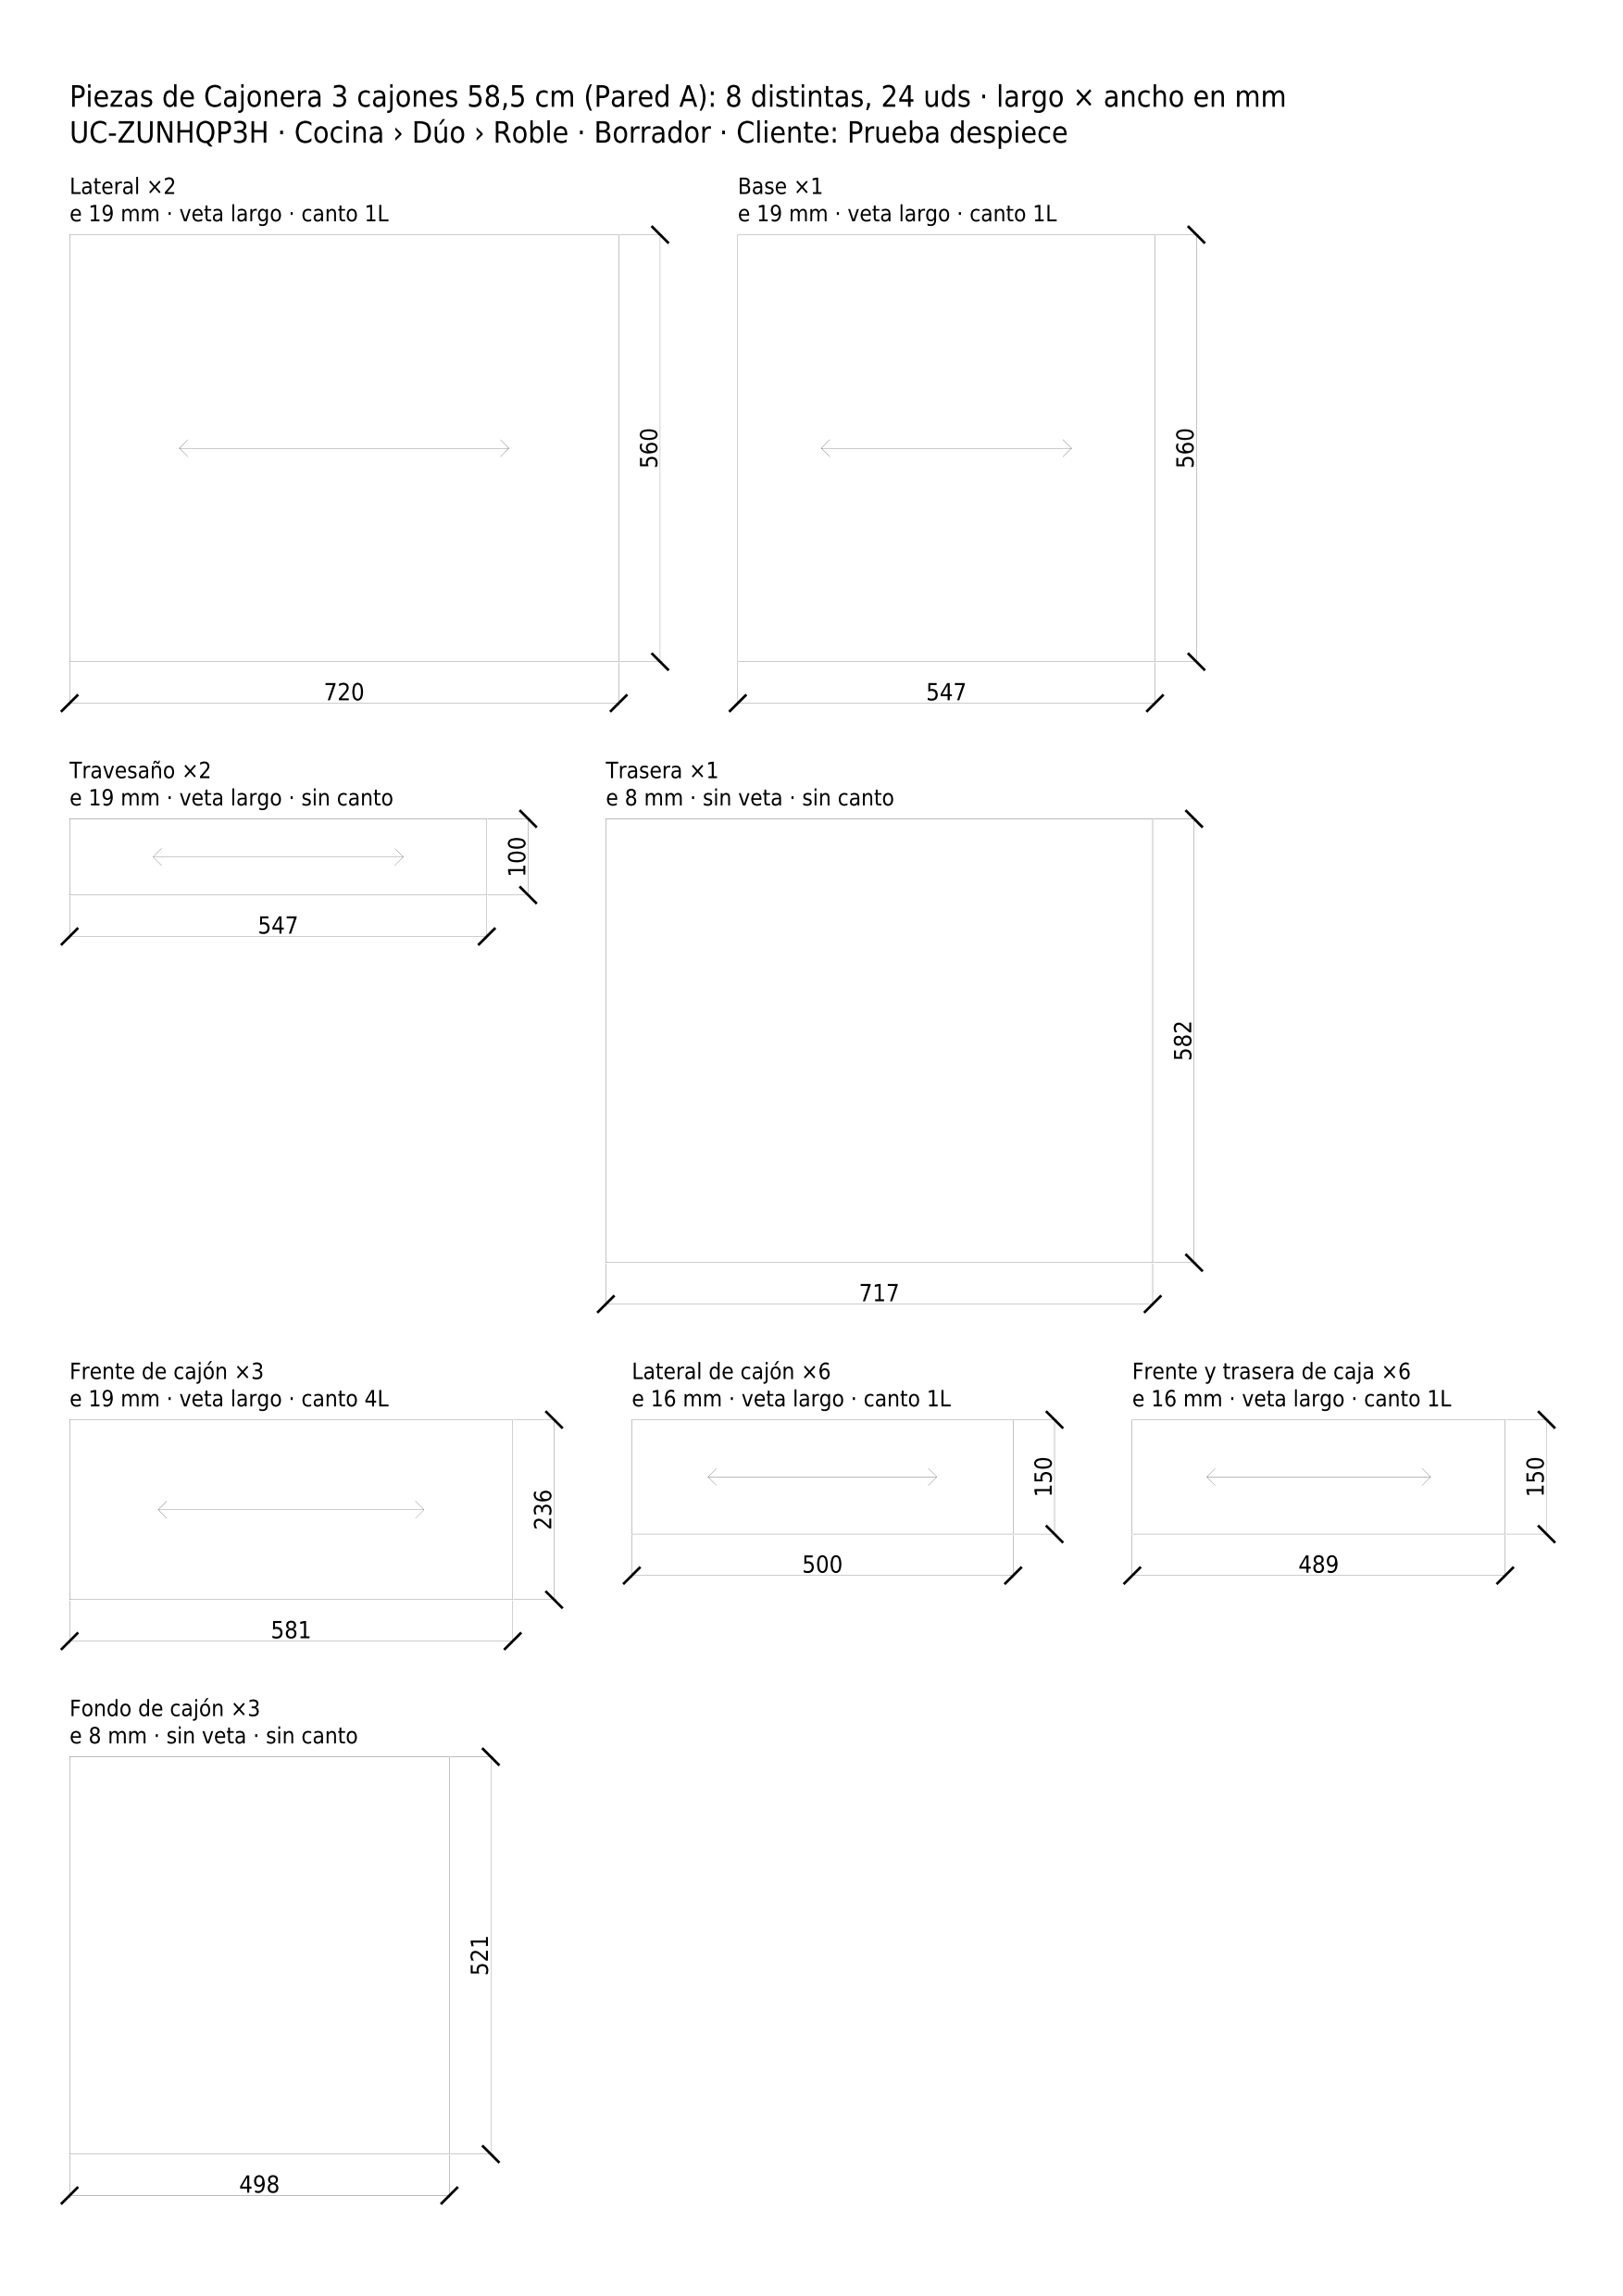 Piezas de Cajonera 3 cajones 58,5 cm (Pared A): 8 distintas, 24 uds · largo × ancho en mm
UC-ZUNHQP3H · Cocina › Dúo › Roble · Borrador · Cliente: Prueba despiece
Lateral ×2
e 19 mm · veta largo · canto 1L
560
720
Base ×1
e 19 mm · veta largo · canto 1L
560
547
Travesaño ×2
e 19 mm · veta largo · sin canto
100
547
Trasera ×1
e 8 mm · sin veta · sin canto
582
717
Frente de cajón ×3
e 19 mm · veta largo · canto 4L
236
581
Lateral de cajón ×6
e 16 mm · veta largo · canto 1L
150
500
Frente y trasera de caja ×6
e 16 mm · veta largo · canto 1L
150
489
Fondo de cajón ×3
e 8 mm · sin veta · sin canto
521
498